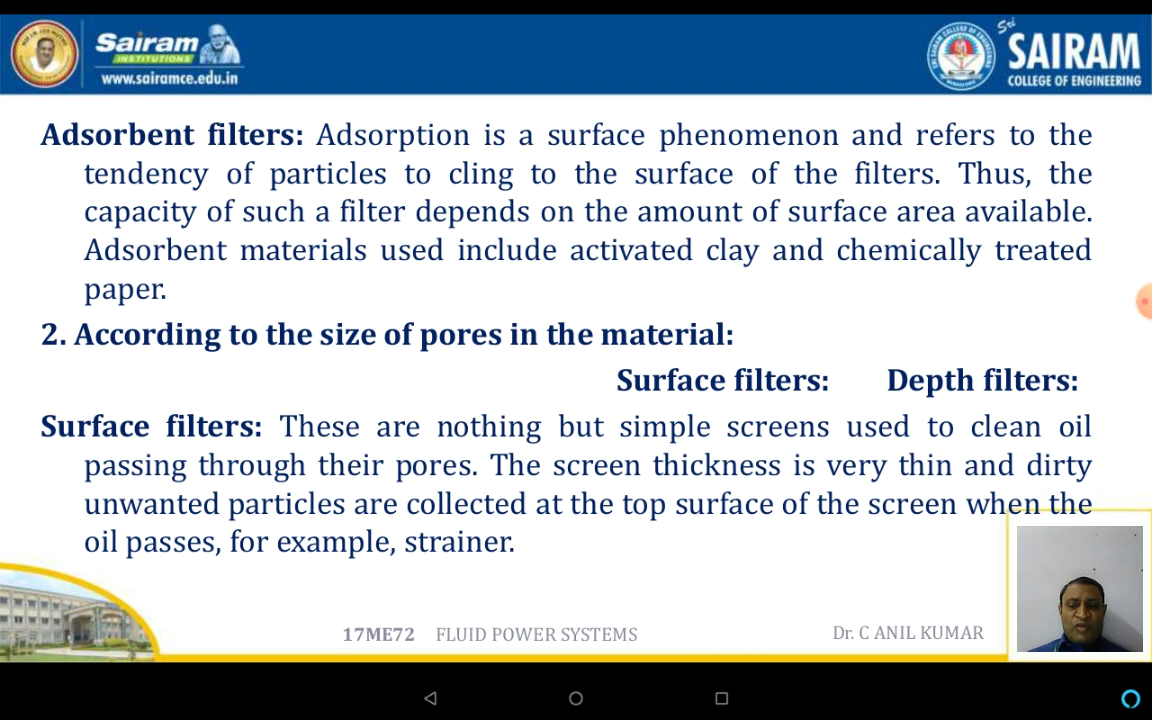 Sairam
INSTITUTIONS
www.sairamce.edu.in
Sri
SAIRAM
COLLEGE OF ENGINEERING
Adsorbent filters: Adsorption is a surface phenomenon and refers to the
tendency of particles to cling to the surface of the filters. Thus, the
capacity of such a filter depends on the amount of surface area available.
Adsorbent materials used include activated clay and chemically treated
paper.
2. According to the size of pores in the material:
Surface filters: Depth filters:
Surface filters: These are nothing but simple screens used to clean oil
passing through their pores. The screen thickness is very thin and dirty
unwanted particles are collected at the top surface of the screen when the
oil passes, for example, strainer.
17ME72 FLUID POWER SYSTEMS
Dr. C ANIL KUMAR